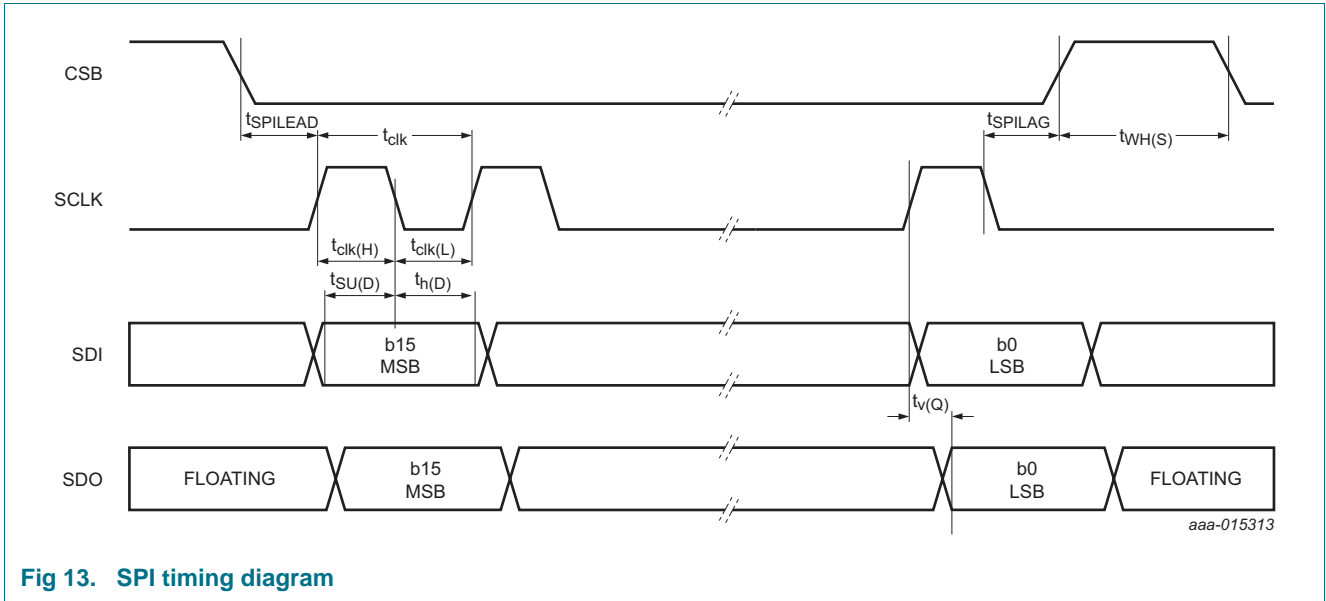 CSB
tSPILEAD
tclk
tSPILAG
tWH(S)
SCLK
tclk(H)
tclk(L)
tSU(D)
th(D)
SDI
b15
MSB
b0
LSB
tv(Q)
SDO
FLOATING
b15
MSB
b0
LSB
FLOATING
aaa-015313
Fig 13. SPI timing diagram